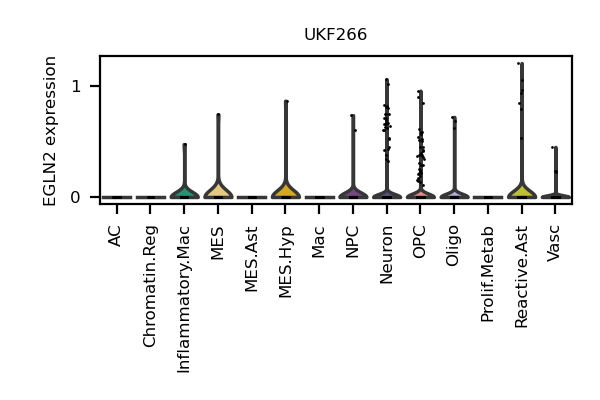 UKF266
EGLN2 expression
1
0
AC
Chromatin.Reg
Inflammatory.Mac
MES
MES.Ast
MES.Hyp
Mac
NPC
Neuron
OPC
Oligo
Prolif.Metab
Reactive.Ast
Vasc